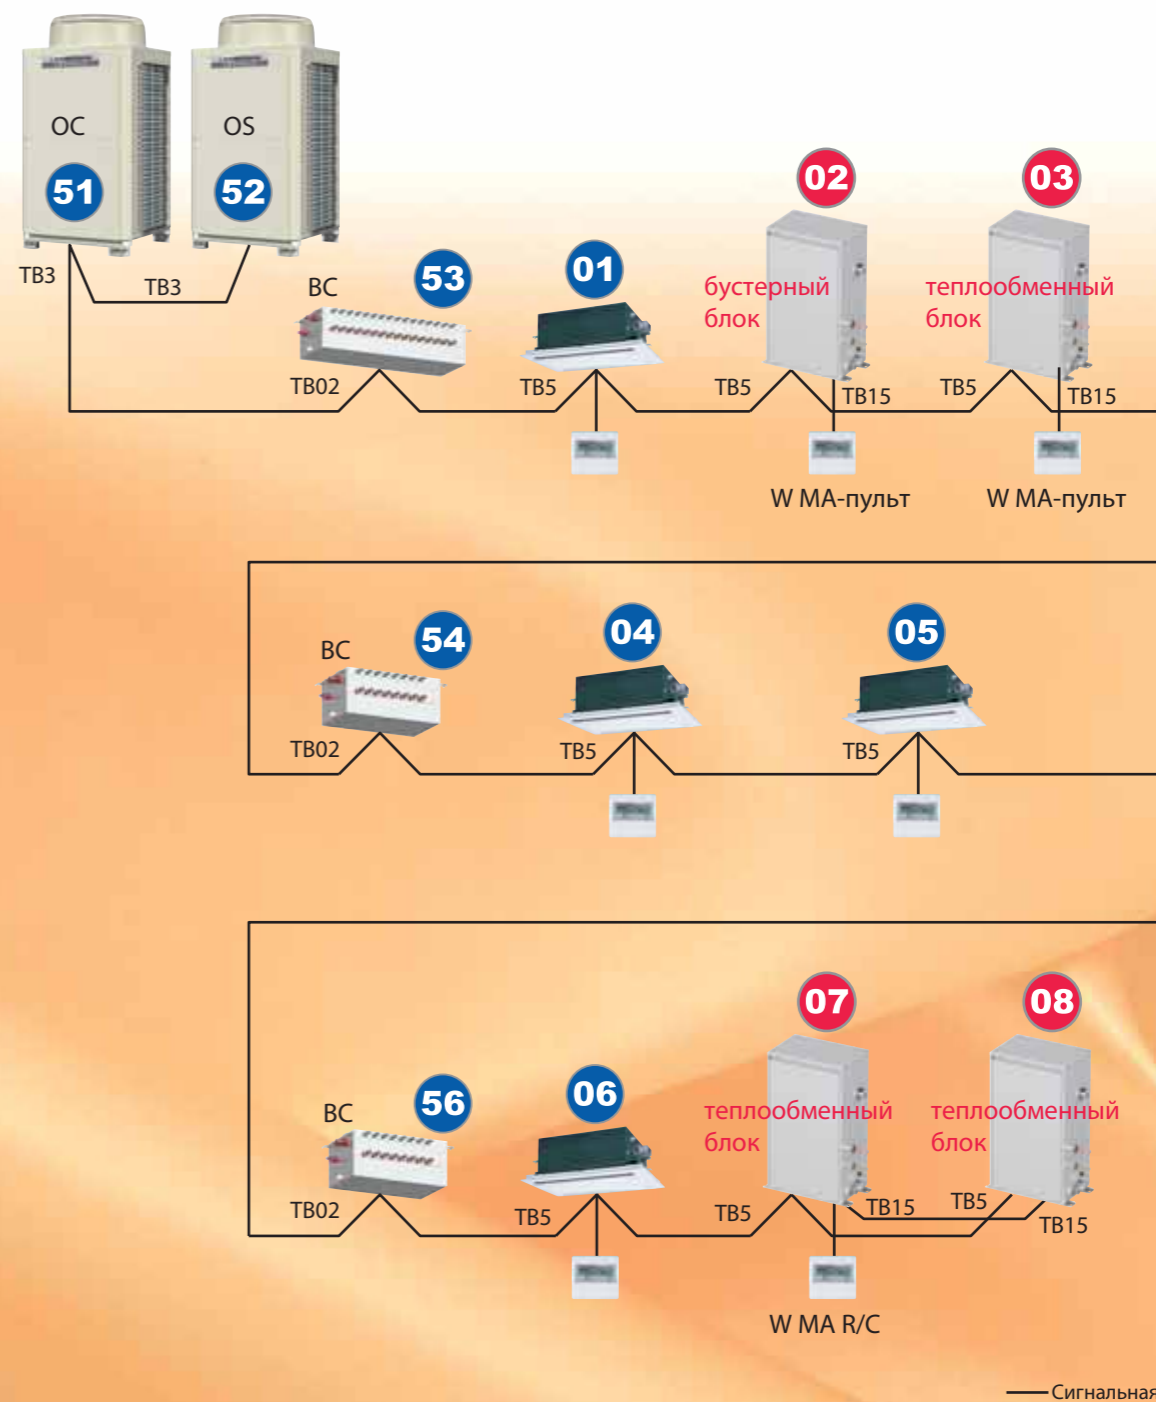 OC
OS
51
52
TB3
TB3
BC
53
01
02
03
бустерный
блок
теплообменный
блок
TB02
TB5
TB5
TB15
TB5
TB15
W MA-пульт
W MA-пульт
BC
54
04
05
TB02
TB5
TB5
BC
56
06
07
08
теплообменный
блок
теплообменный
блок
TB02
TB5
TB5
TB15
TB5
TB15
W MA R/C
Сигнальная